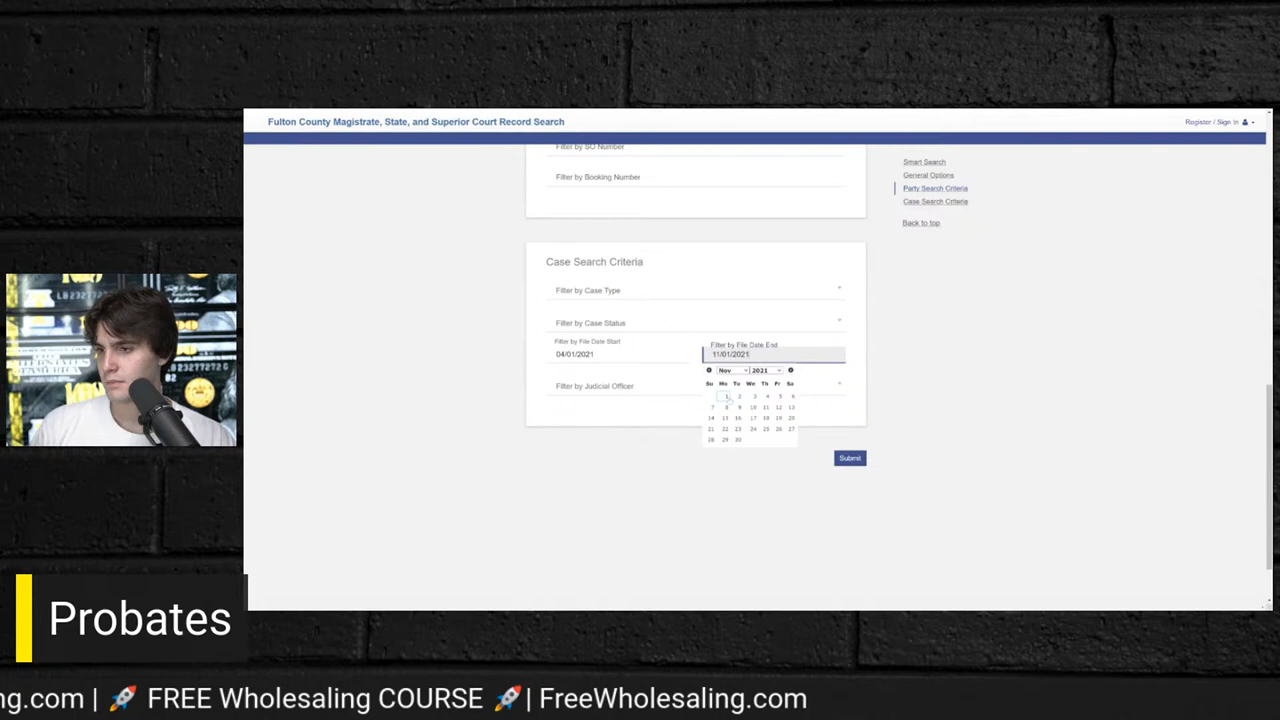 Fulton County Magistrate, State, and Superior Court Record Search
Register / Sign In
Filter by SO Number
Filter by Booking Number
Smart Search
General Options
Party Search Criteria
Case Search Criteria
Back to top
Case Search Criteria
Filter by Case Type
Filter by Case Status
Filter by File Date Start
04/01/2021
Filter by File Date End
11/01/2021
Nov 2021
Su Mo Tu We Th Fr Sa
1 2 3 4 5 6
7 8 9 10 11 12 13
14 15 16 17 18 19 20
21 22 23 24 25 26 27
28 29 30
Filter by Judicial Officer
Submit
Probates
ng.com | 🚀 FREE Wholesaling COURSE 🚀 | FreeWholesaling.com